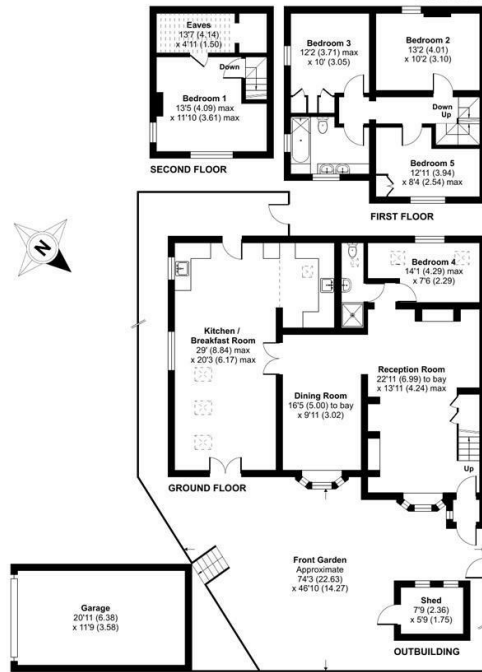 Eaves
13'7 (4.14)
x 4'11 (1.50)
Down
Bedroom 1
13'5 (4.09) max
x 11'10 (3.61) max
SECOND FLOOR
Bedroom 3
12'2 (3.71) max
x 10' (3.05)
Bedroom 2
13'2 (4.01)
x 10'2 (3.10)
Down
Up
Bedroom 5
12'11 (3.94)
x 8'4 (2.54) max
FIRST FLOOR
N
Kitchen /
Breakfast Room
29' (8.84) max
x 20'3 (6.17) max
Bedroom 4
14'1 (4.29) max
x 7'6 (2.29)
Reception Room
22'11 (6.99) to bay
x 13'11 (4.24) max
Dining Room
16'5 (5.00) to bay
x 9'11 (3.02)
Up
GROUND FLOOR
Front Garden
Approximate
74'3 (22.63)
x 46'10 (14.27)
Garage
20'11 (6.38)
x 11'9 (3.58)
Shed
7'9 (2.36)
x 5'9 (1.75)
OUTBUILDING